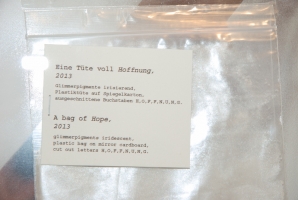 Eine Tüte voll Hoffnung,
2013
Glimmerpigmente irisierend,
Plastiktüte auf Spiegelkarton,
ausgeschnittene Buchstaben H,O,F,F,N,U,N,G.
A bag of Hope,
2013
glimmerpigments iridescent,
plastic bag on mirror cardboard,
cut out letters H,O,F,F,N,U,N,G.